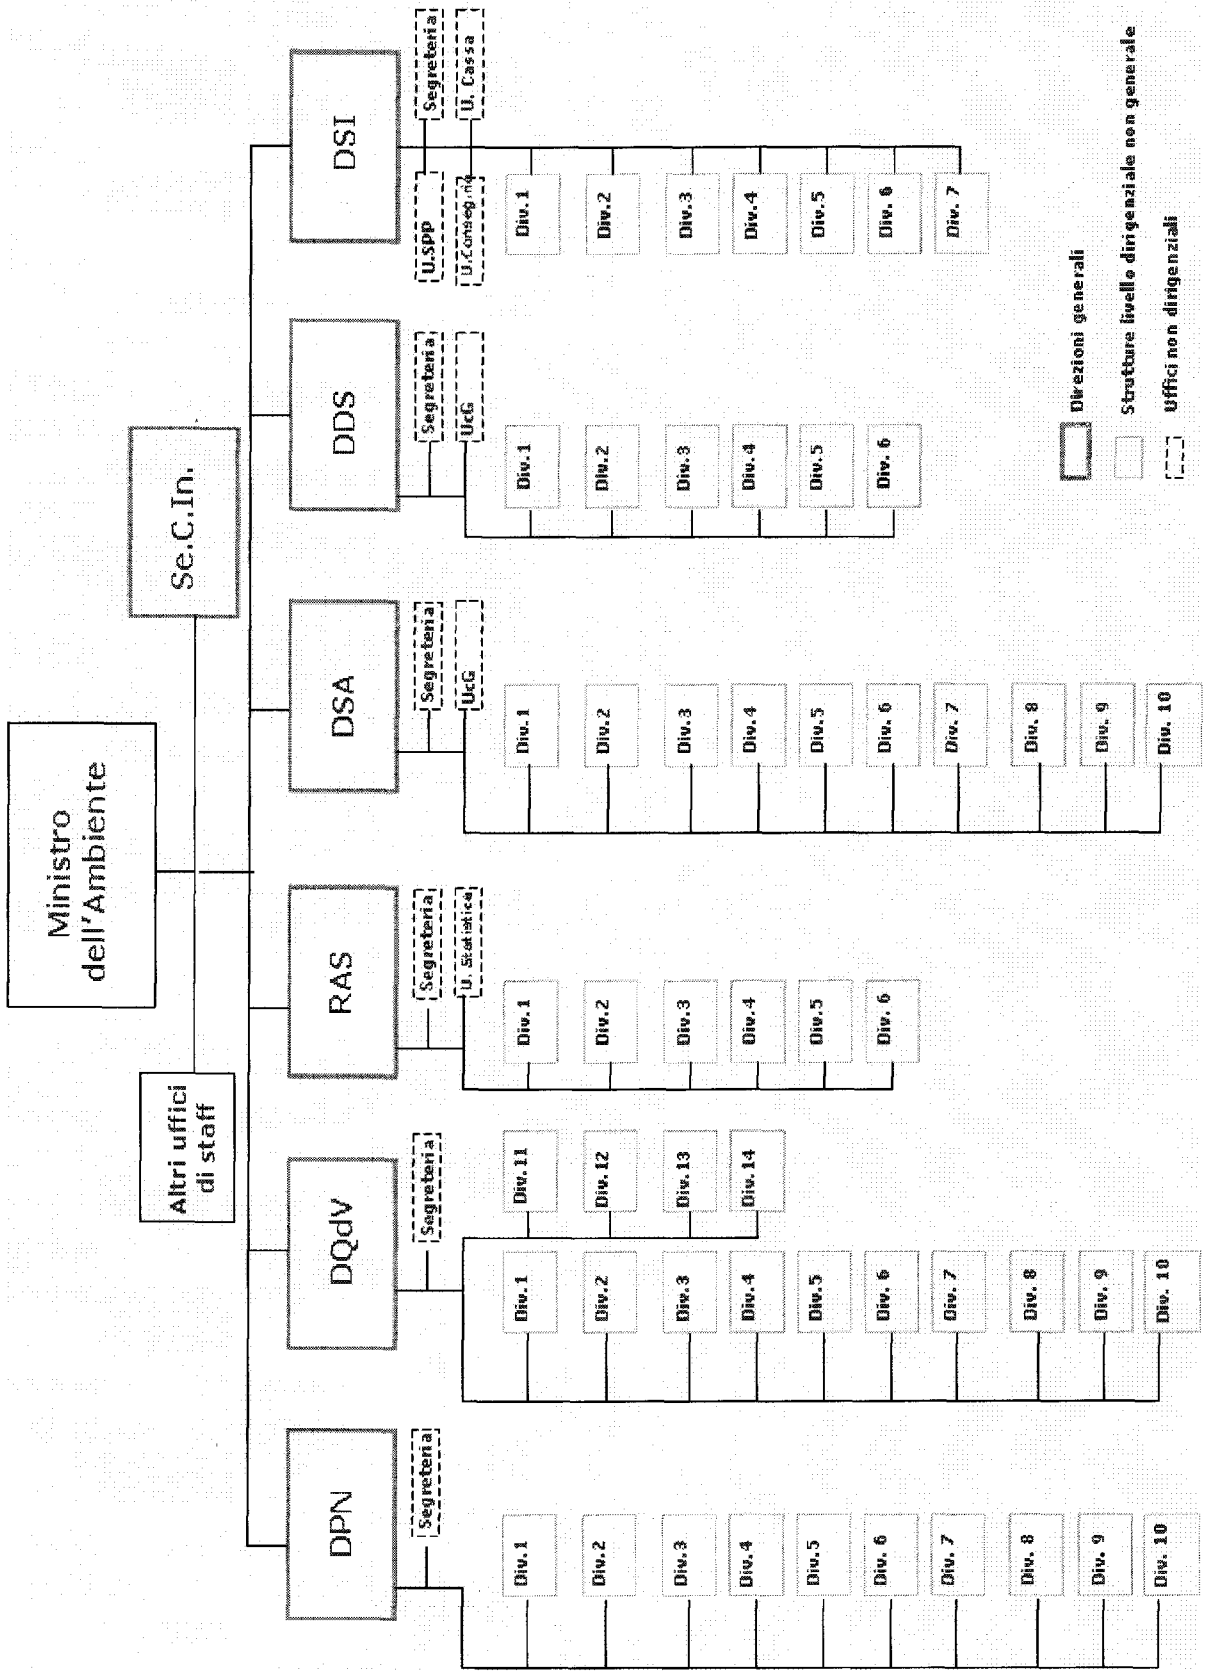 Ministro
dell'Ambiente
Altri uffici
di staff
Se.C.In.
DPN
Segreteria
Div.1
Div.2
Div.3
Div.4
Div.5
Div. 6
Div. 7
Div. 8
Div. 9
Div. 10
DQdV
Segreteria
Div.1
Div.2
Div.3
Div.4
Div.5
Div. 6
Div. 7
Div. 8
Div. 9
Div. 10
Div.11
Div.12
Div.13
Div.14
RAS
Segreteria
U. Statistica
Div.1
Div.2
Div.3
Div.4
Div.5
Div. 6
DSA
Segreteria
UcG
Div.1
Div.2
Div.3
Div.4
Div.5
Div. 6
Div. 7
Div. 8
Div. 9
Div. 10
DDS
Segreteria
UcG
Div.1
Div.2
Div.3
Div.4
Div.5
Div. 6
DSI
U.SPP
Segreteria
U. Cassa
Div.1
Div.2
Div.3
Div.4
Div.5
Div. 6
Div. 7
Direzioni generali
Strutture livello dirigenziale non generale
Uffici non dirigenziali